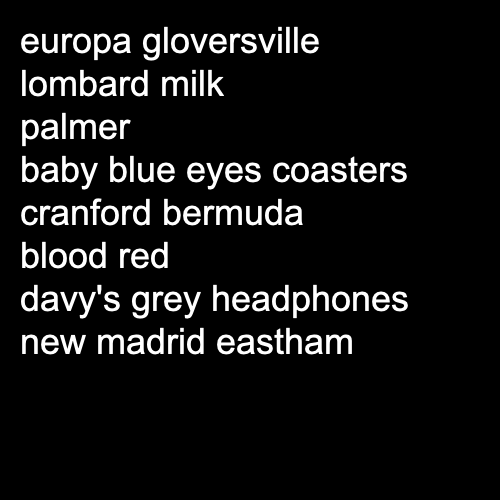 europa gloversville
lombard milk
palmer
baby blue eyes coasters
cranford bermuda
blood red
davy's grey headphones
new madrid eastham